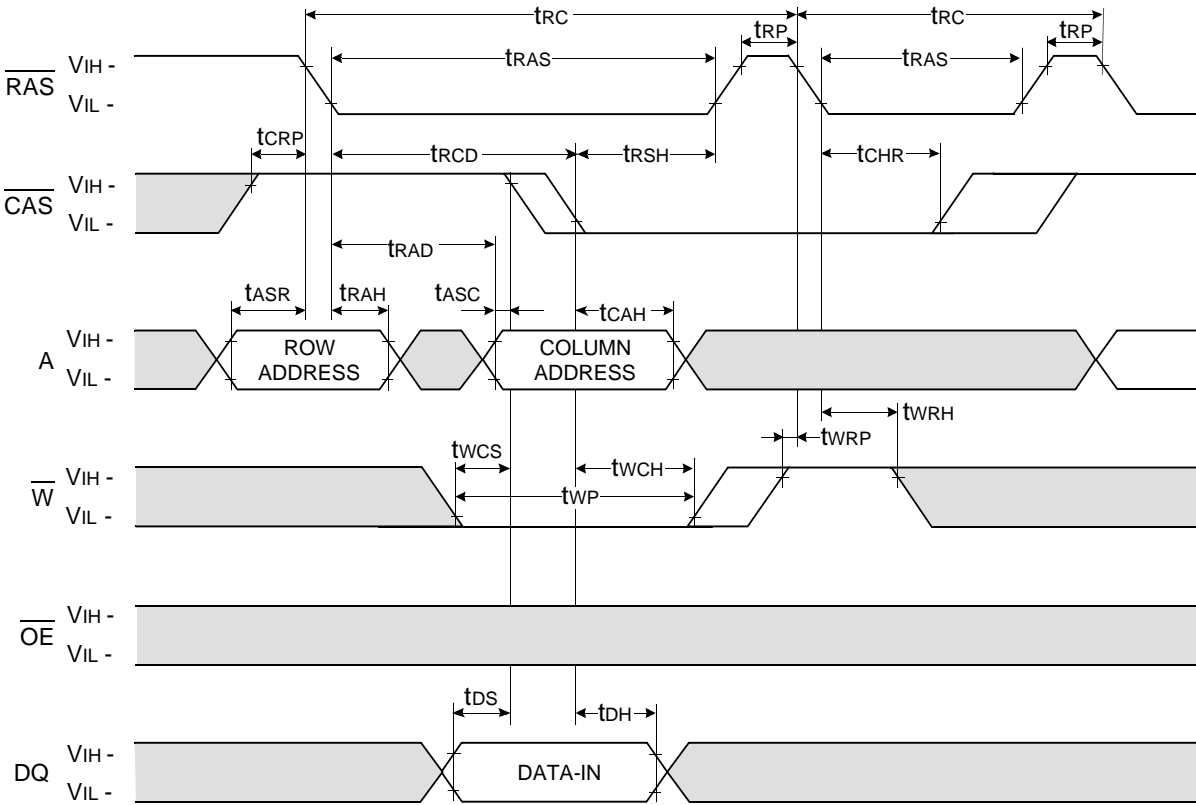 tRC tRC
tRP tRP
RAS VIH - tRAS tRAS
VIL -
tCRP tRCD tRSH tCHR
CAS VIH -
VIL -
tRAD
tASR tRAH tASC tCAH
A VIH - ROW ADDRESS COLUMN ADDRESS
VIL -
tWRH
tWRP
tWCS tWCH
W VIH -
tWP
VIL -
OE VIH -
VIL -
tDS tDH
DQ VIH -
DATA-IN
VIL -